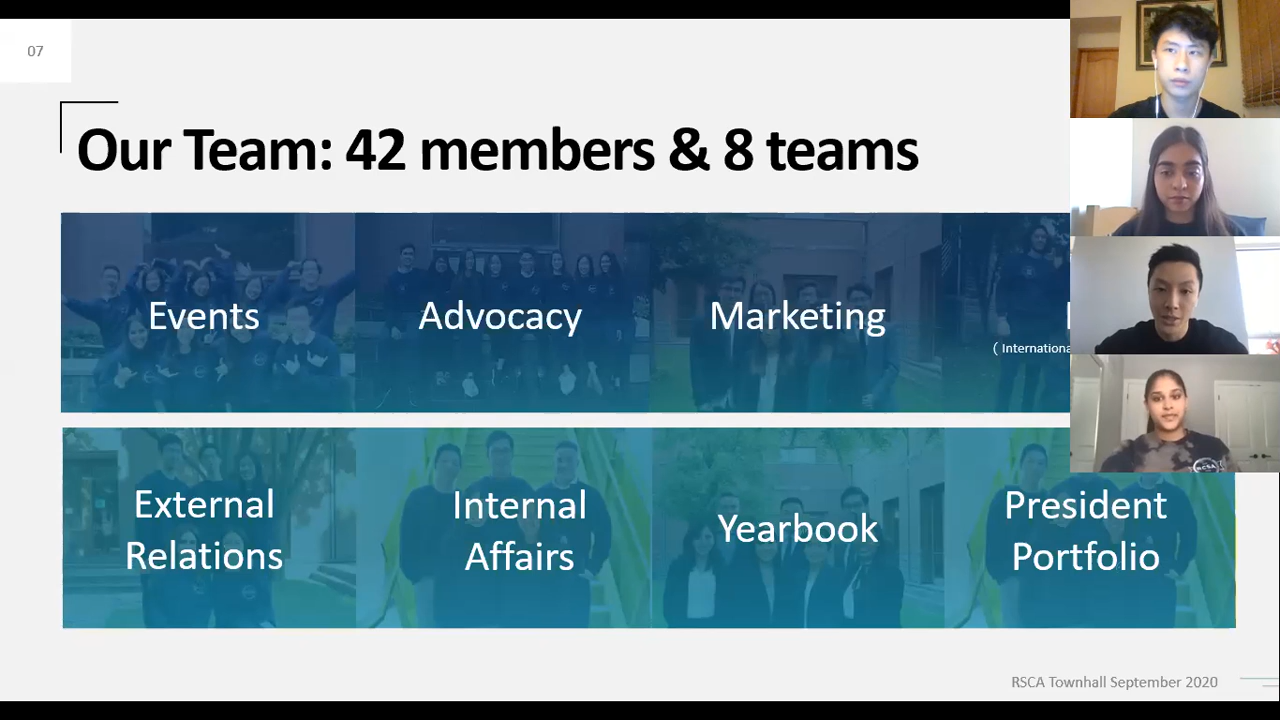 07
Our Team: 42 members & 8 teams
Events
Advocacy
Marketing
( Internationa
External
Relations
Internal
Affairs
Yearbook
President
Portfolio
RSCA
RSCA Townhall September 2020